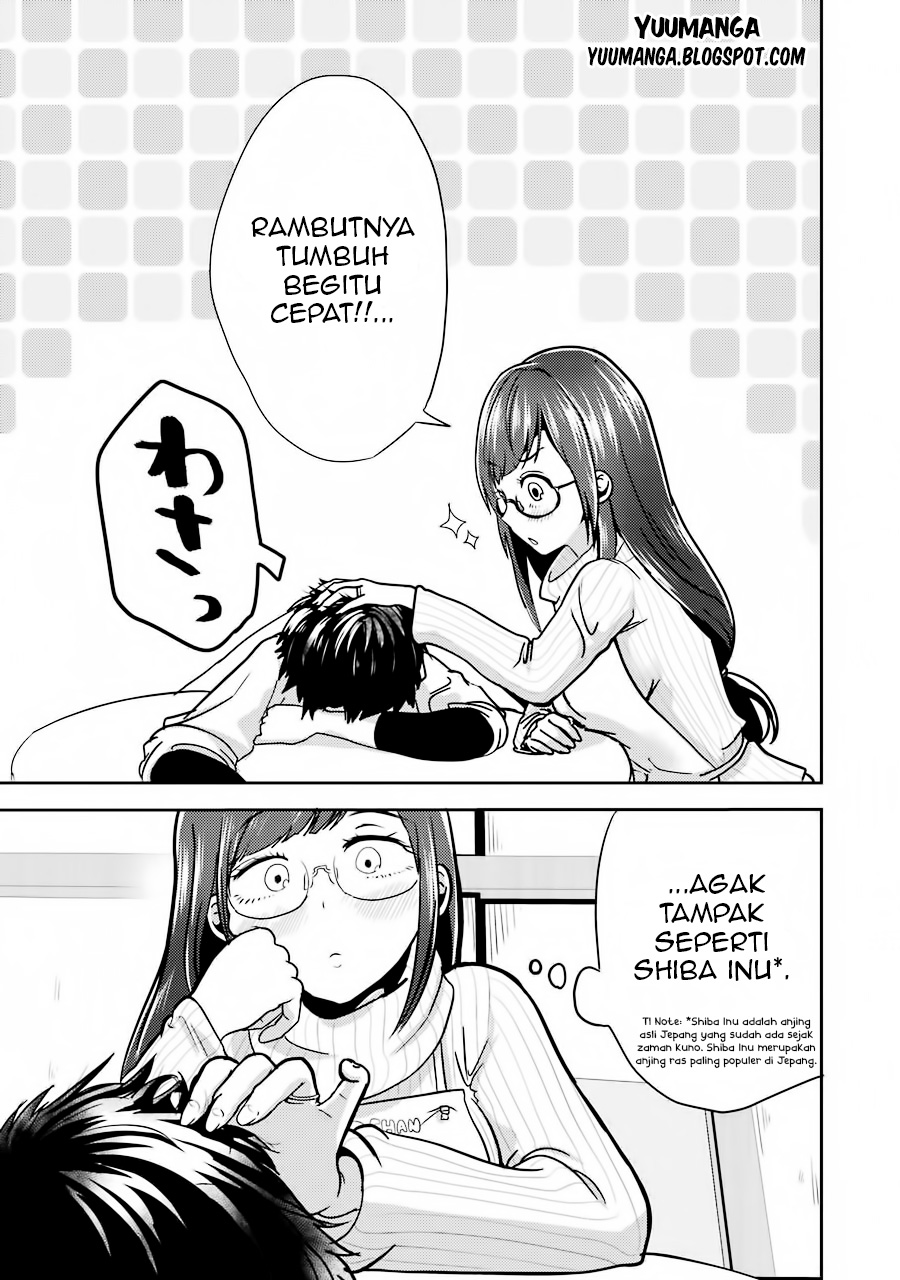 YUUMANGA
YUUMANGA.BLOGSPOT.COM
RAMBUTNYA
TUMBUH
BEGITU
CEPAT!!...
わさっ
...AGAK
TAMPAK
SEPERTI
SHIBA INU*.
T! Note: *Shiba Inu adalah anjing
asli Jepang yang sudah ada sejak
zaman Kuno. Shiba Inu merupakan
anjing ras paling populer di Jepang.
CHAN